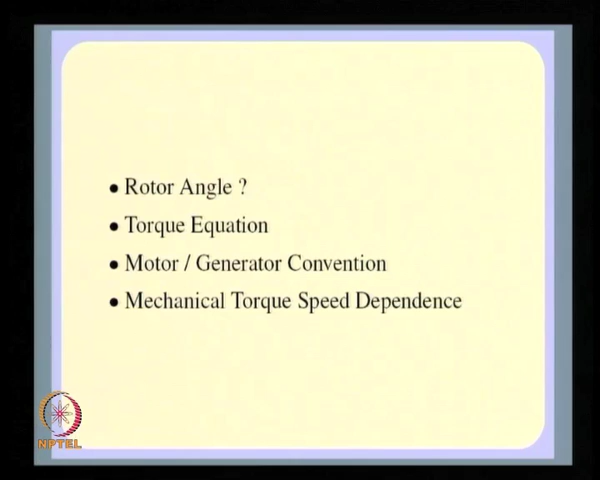 • Rotor Angle ?
• Torque Equation
• Motor / Generator Convention
• Mechanical Torque Speed Dependence
NPTEL